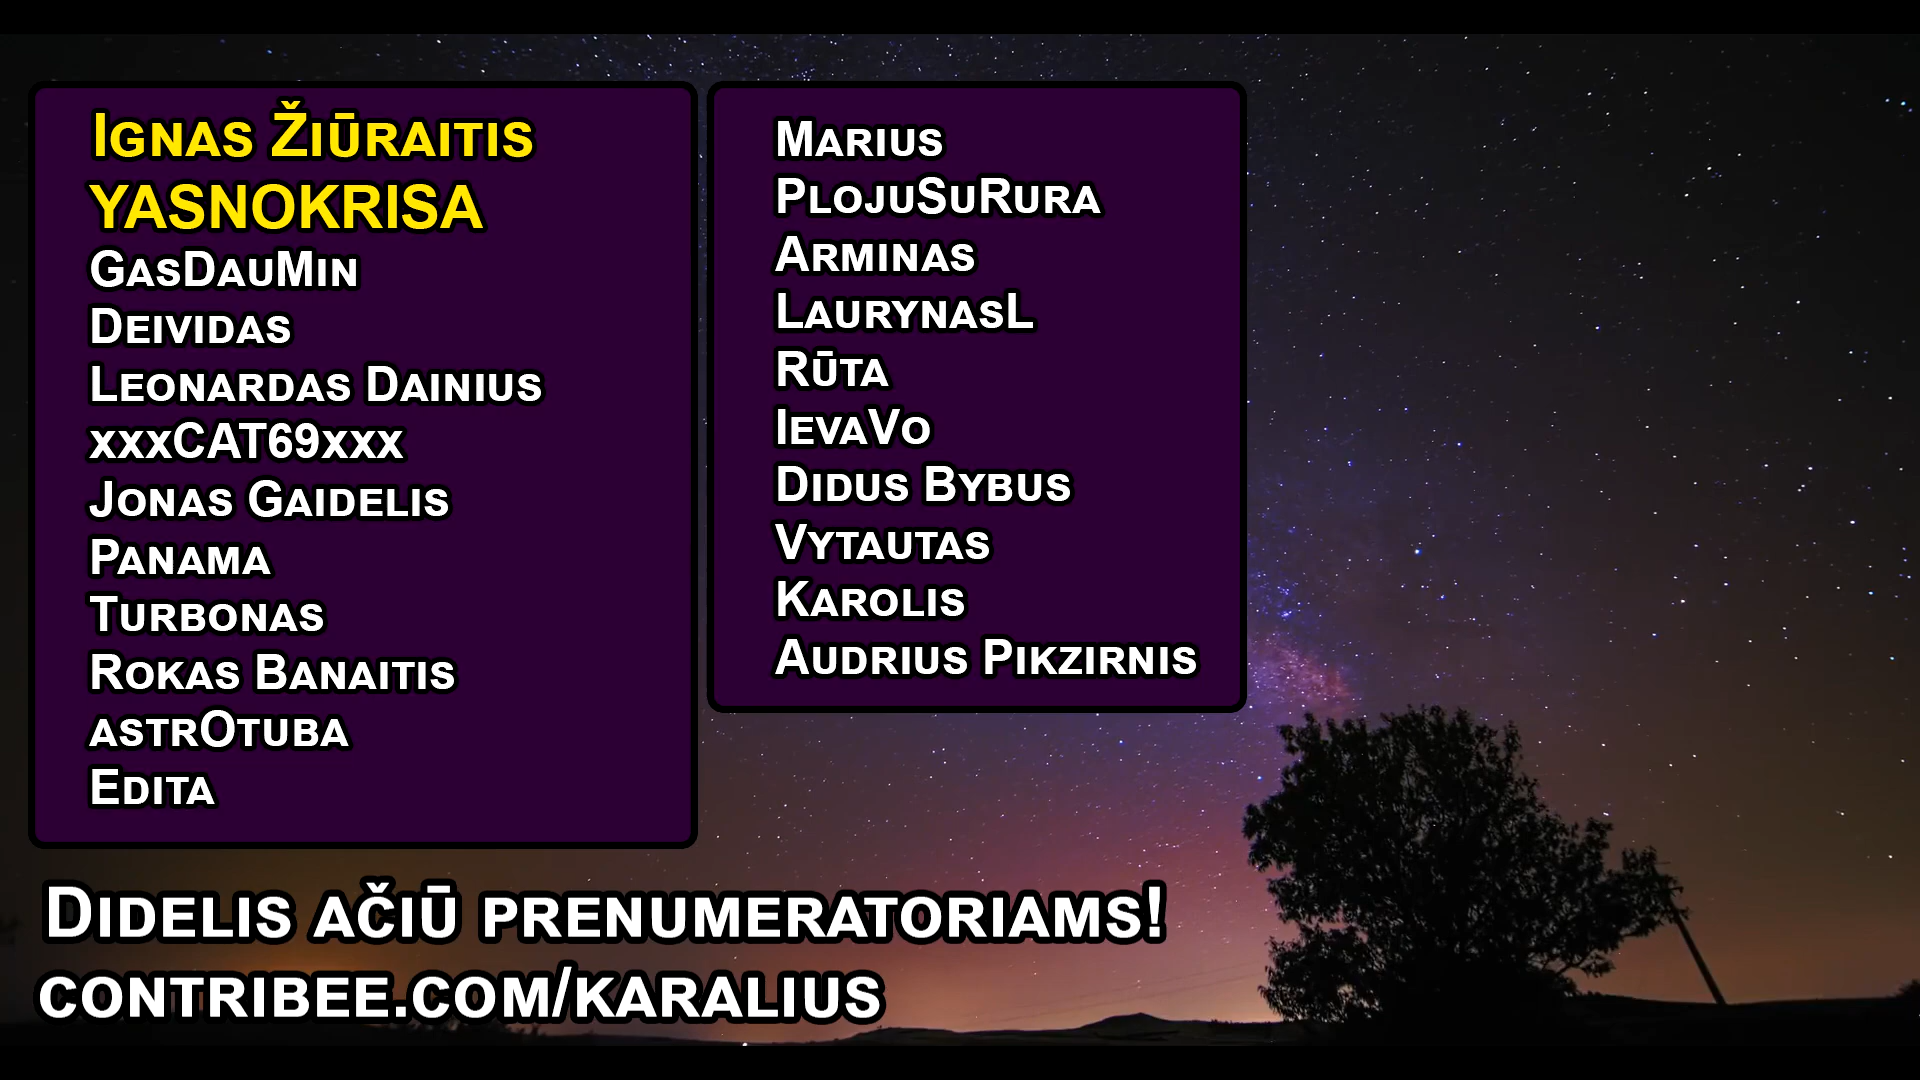 Ignas Žiūraitis
YASNOKRISA
GasDauMin
Deividas
Leonardas Dainius
xxxCAT69xxx
Jonas Gaidelis
Panama
Turbonas
Rokas Banaitis
astrOtuba
Edita
Marius
PlojuSuRura
Arminas
LaurynasL
Rūta
IevaVo
Didus Bybus
Vytautas
Karolis
Audrius Pikzirnis
Didelis ačiū prenumeratoriams!
contribee.com/karalius